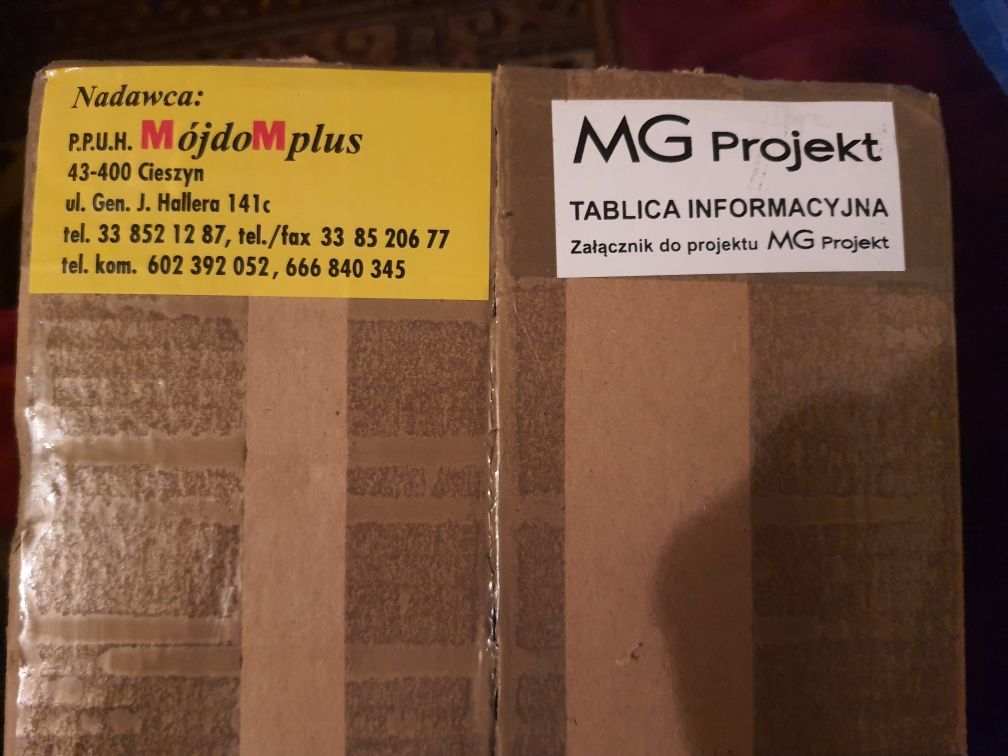 Nadawca:
P.P.U.H. MójdoMplus
43-400 Cieszyn
ul. Gen. J. Hallera 141c
tel. 33 852 12 87, tel./fax 33 85 206 77
tel. kom. 602 392 052, 666 840 345
MG Projekt
TABLICA INFORMACYJNA
Załącznik do projektu MG Projekt